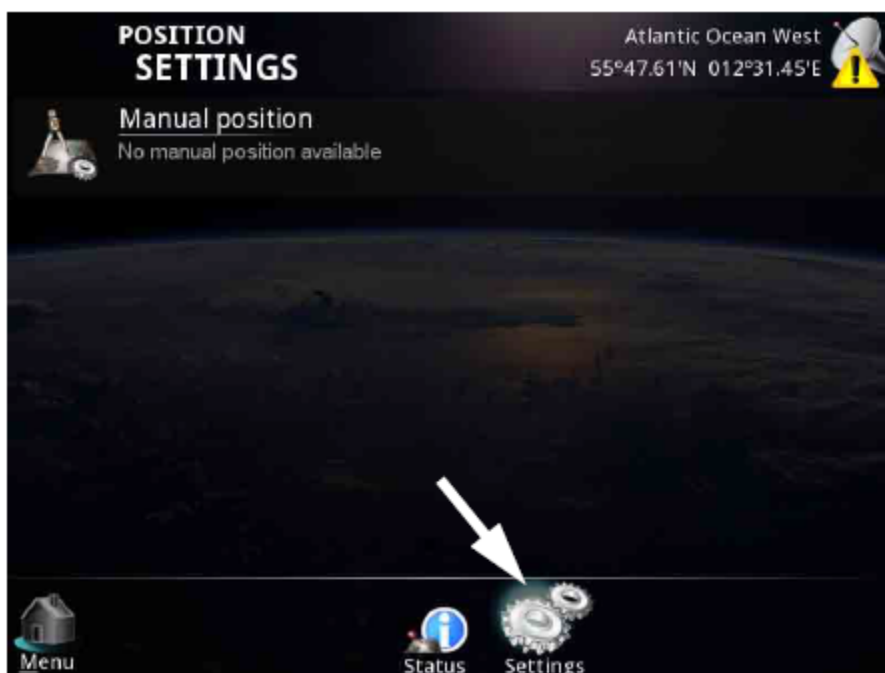 POSITION
SETTINGS
Atlantic Ocean West
55°47.61'N 012°31.45'E
Manual position
No manual position available
Menu
Status
Settings